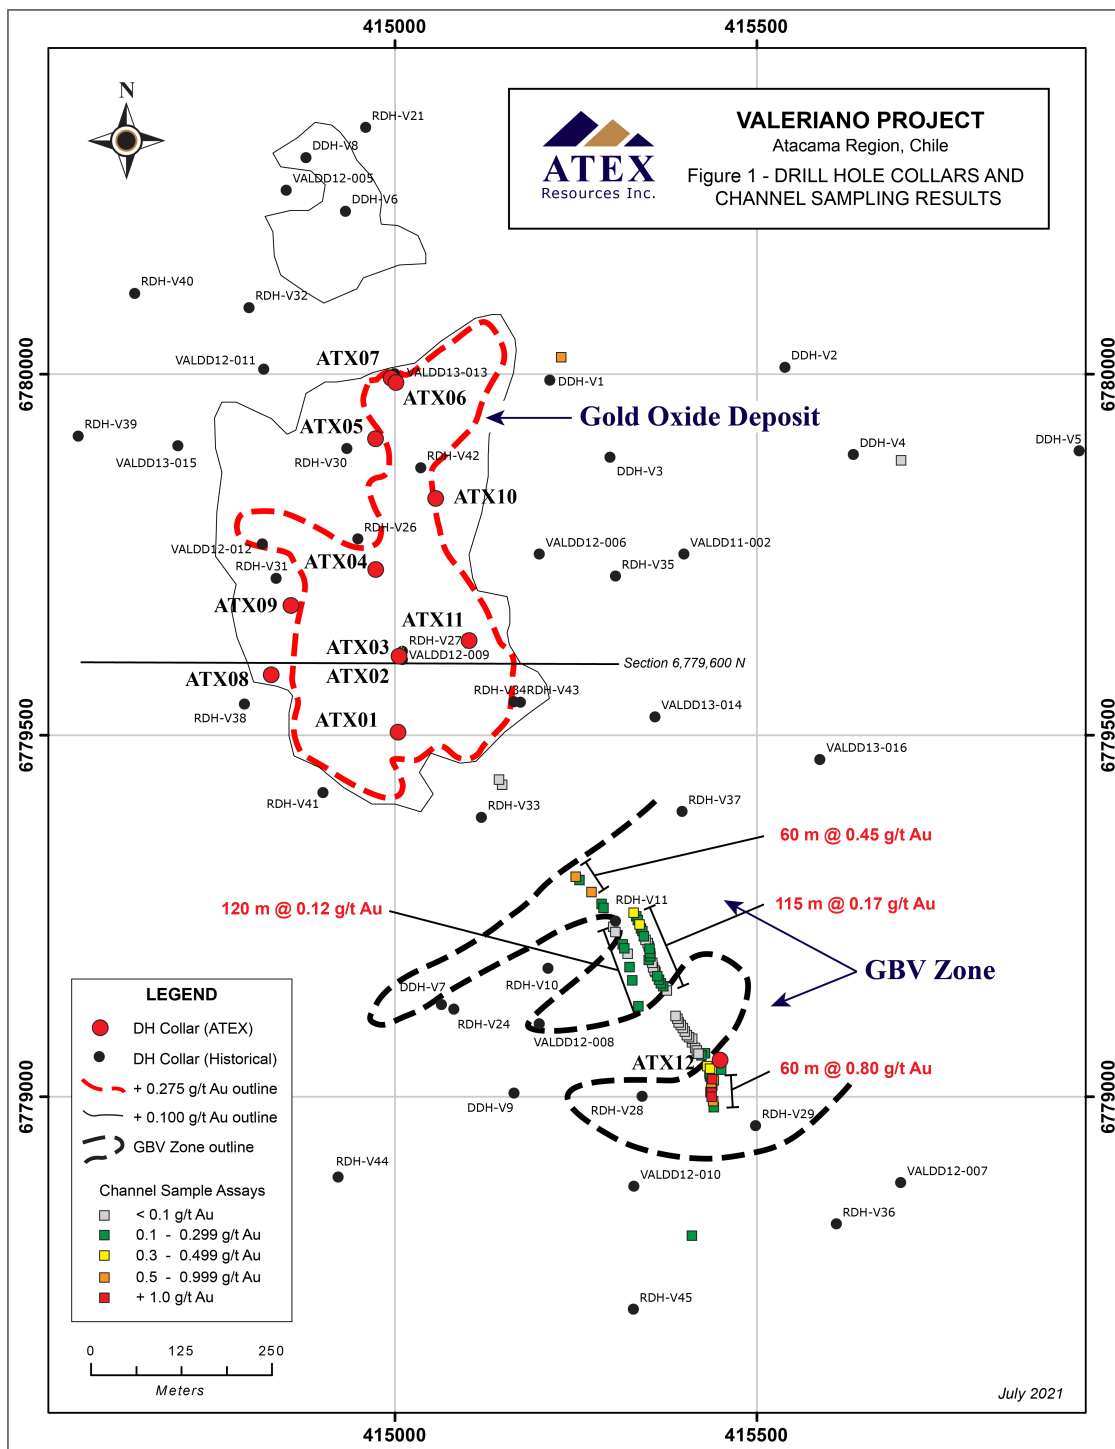 415000
415500
N
ATEX
Resources Inc.
VALERIANO PROJECT
Atacama Region, Chile
Figure 1 - DRILL HOLE COLLARS AND
CHANNEL SAMPLING RESULTS
RDH-V21
DDH-V8
VALDD12-005
DDH-V6
RDH-V40
RDH-V32
6780000
6780000
VALDD12-011
ATX07
VALDD13-013
ATX06
DDH-V1
DDH-V2
Gold Oxide Deposit
RDH-V39
VALDD13-015
ATX05
RDH-V30
RDH-V42
DDH-V3
DDH-V4
DDH-V5
ATX10
RDH-V26
VALDD12-012
RDH-V31
ATX04
VALDD12-006
VALDD11-002
RDH-V35
ATX09
ATX11
ATX03
RDH-V27
VALDD12-009
Section 6,779,600 N
ATX08
ATX02
RDH-V34
RDH-V43
RDH-V38
ATX01
VALDD13-014
6779500
6779500
VALDD13-016
RDH-V41
RDH-V33
RDH-V37
60 m @ 0.45 g/t Au
120 m @ 0.12 g/t Au
RDH-V11
115 m @ 0.17 g/t Au
GBV Zone
DDH-V7
RDH-V10
RDH-V24
VALDD12-008
ATX12
60 m @ 0.80 g/t Au
6779000
6779000
DDH-V9
RDH-V28
RDH-V29
RDH-V44
VALDD12-010
VALDD12-007
RDH-V36
RDH-V45
LEGEND
DH Collar (ATEX)
DH Collar (Historical)
+ 0.275 g/t Au outline
+ 0.100 g/t Au outline
GBV Zone outline
Channel Sample Assays
< 0.1 g/t Au
0.1 - 0.299 g/t Au
0.3 - 0.499 g/t Au
0.5 - 0.999 g/t Au
+ 1.0 g/t Au
0 125 250
Meters
July 2021
415000
415500